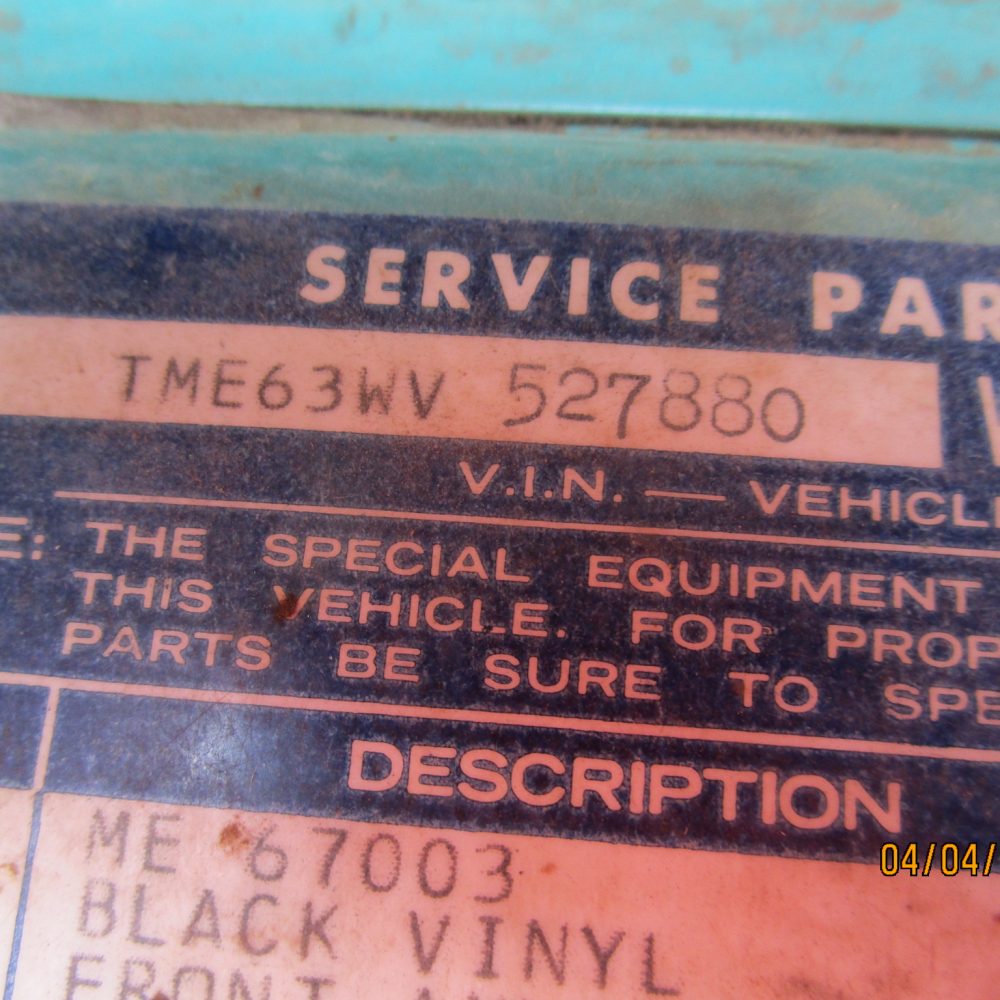 SERVICE PAR
TME63WV 527880
V.I.N. — VEHICL
E: THE SPECIAL EQUIPMENT
THIS VEHICLE. FOR PROP
PARTS BE SURE TO SPE
DESCRIPTION
ME 67003
BLACK VINYL
FRONT
04/04/